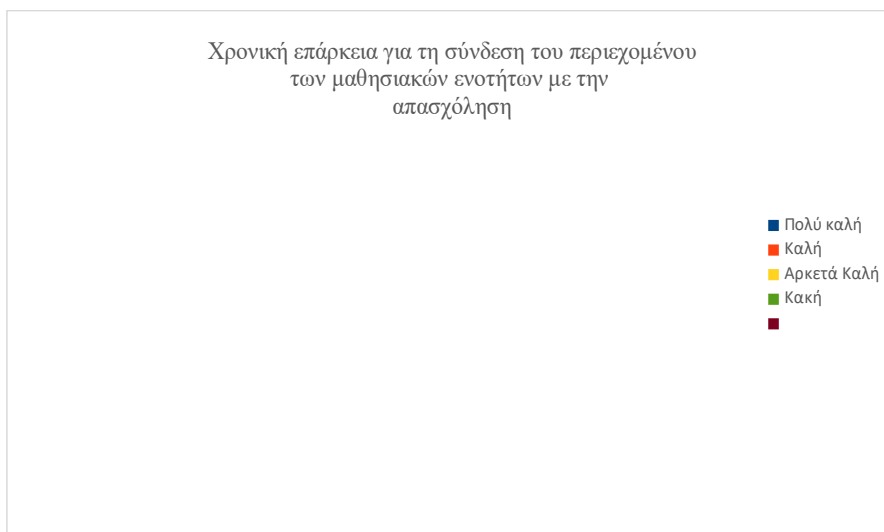 Χρονική επάρκεια για τη σύνδεση του περιεχομένου
των μαθησιακών ενοτήτων με την
απασχόληση
Πολύ καλή
Καλή
Αρκετά Καλή
Κακή